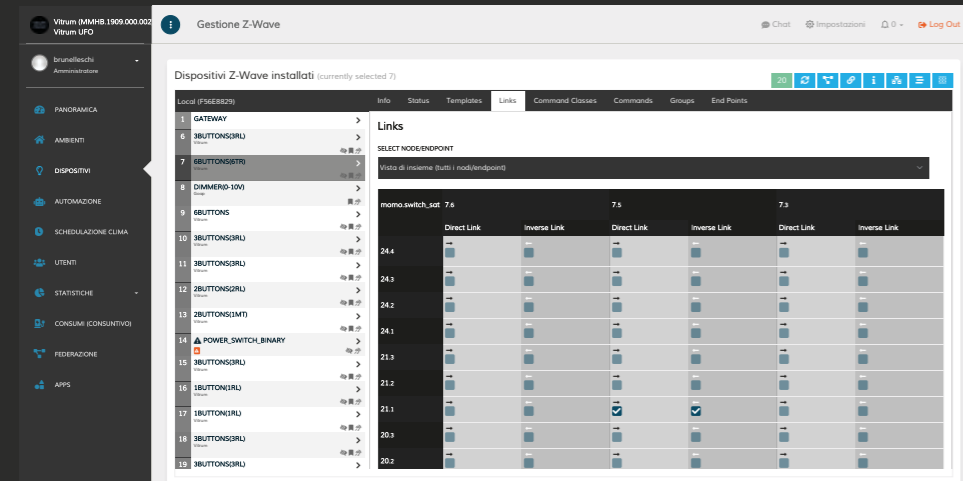 Vitrum (MMHB.1909.000.002
Vitrum UFO
Gestione Z-Wave
Chat
Impostazioni
0
Log Out
brunelleschi
Amministratore
PANORAMICA
AMBIENTI
DISPOSITIVI
AUTOMAZIONE
SCHEDULAZIONE CLIMA
UTENTI
STATISTICHE
CONSUMI (CONSUNTIVO)
FEDERAZIONE
APPS
Dispositivi Z-Wave installati (currently selected 7)
20
Local (F56E8829)
1 GATEWAY
6 3BUTTONS(3RL)
Vitrum
7 6BUTTONS(6TR)
Vitrum
8 DIMMER(0-10V)
9 6BUTTONS
Vitrum
10 3BUTTONS(3RL)
Vitrum
11 3BUTTONS(3RL)
Vitrum
12 2BUTTONS(2RL)
Vitrum
13 2BUTTONS(1MT)
Vitrum
14 POWER_SWITCH_BINARY
15 3BUTTONS(3RL)
Vitrum
16 1BUTTON(1RL)
Vitrum
17 1BUTTON(1RL)
Vitrum
18 3BUTTONS(3RL)
Vitrum
19 3BUTTONS(3RL)
Info Status Templates Links Command Classes Commands Groups End Points
Links
SELECT NODE/ENDPOINT
Vista di insieme (tutti i nodi/endpoint)
momo.switch_sat 7.6 7.5 7.3
Direct Link Inverse Link Direct Link Inverse Link Direct Link Inverse Link
24.4
24.3
24.2
24.1
21.3
21.2
21.1
20.3
20.2